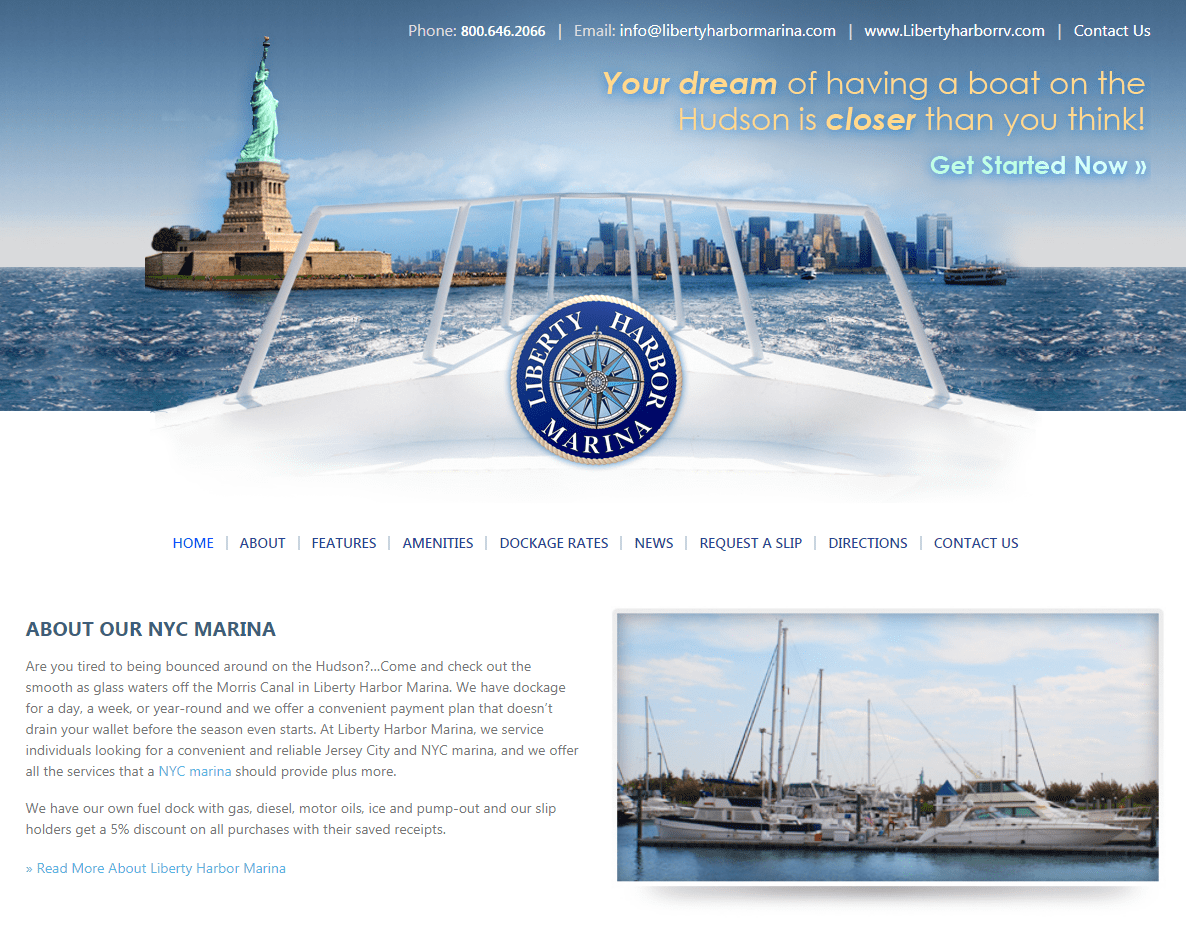 Phone: 800.646.2066 | Email: info@libertyharbormarina.com | www.Libertyharborrv.com | Contact Us
Your dream of having a boat on the
Hudson is closer than you think!
Get Started Now »
LIBERTY HARBOR
MARINA
HOME | ABOUT | FEATURES | AMENITIES | DOCKAGE RATES | NEWS | REQUEST A SLIP | DIRECTIONS | CONTACT US
ABOUT OUR NYC MARINA
Are you tired to being bounced around on the Hudson?...Come and check out the
smooth as glass waters off the Morris Canal in Liberty Harbor Marina. We have dockage
for a day, a week, or year-round and we offer a convenient payment plan that doesn't
drain your wallet before the season even starts. At Liberty Harbor Marina, we service
individuals looking for a convenient and reliable Jersey City and NYC marina, and we offer
all the services that a NYC marina should provide plus more.
We have our own fuel dock with gas, diesel, motor oils, ice and pump-out and our slip
holders get a 5% discount on all purchases with their saved receipts.
» Read More About Liberty Harbor Marina